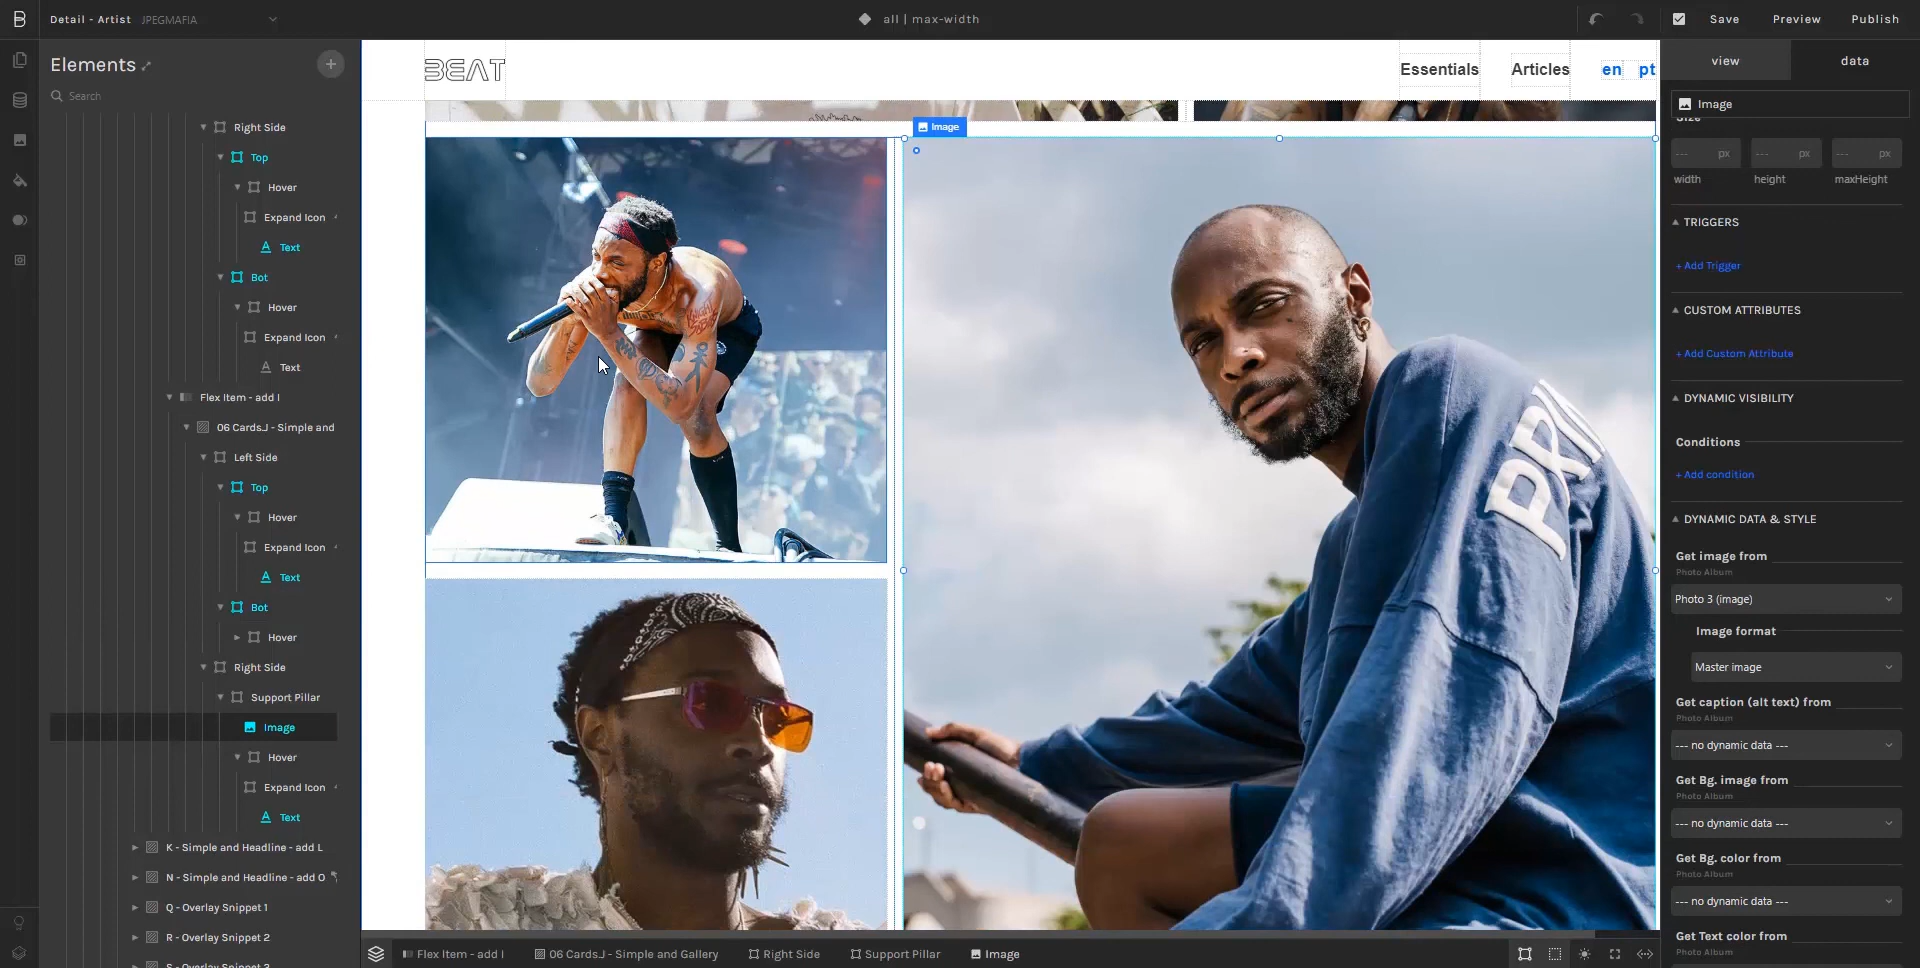 Detail - Artist JPEGMAFIA
all | max-width
Save
Preview
Publish
Elements
Search
Right Side
Top
Hover
Expand Icon
Text
Bot
Hover
Expand Icon
Text
Flex Item - add I
06 Cards.J - Simple and
Left Side
Top
Hover
Expand Icon
Text
Bot
Hover
Right Side
Support Pillar
Image
Hover
Expand Icon
Text
K - Simple and Headline - add L
N - Simple and Headline - add O
Q - Overlay Snippet 1
R - Overlay Snippet 2
BEAT
Essentials
Articles
en
pt
Image
view
data
Image
Size
--- px
--- px
--- px
width
height
maxHeight
TRIGGERS
+ Add Trigger
CUSTOM ATTRIBUTES
+ Add Custom Attribute
DYNAMIC VISIBILITY
Conditions
+ Add condition
DYNAMIC DATA & STYLE
Get image from
Photo Album
Photo 3 (image)
Image format
Master image
Get caption (alt text) from
Photo Album
--- no dynamic data ---
Get Bg. image from
Photo Album
--- no dynamic data ---
Get Bg. color from
Photo Album
--- no dynamic data ---
Get Text color from
Flex Item - add I
06 Cards.J - Simple and Gallery
Right Side
Support Pillar
Image